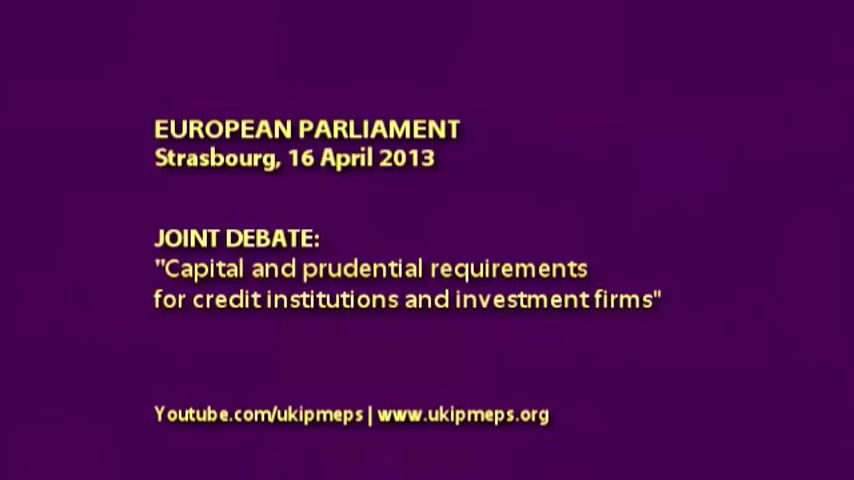 EUROPEAN PARLIAMENT
Strasbourg, 16 April 2013
JOINT DEBATE:
"Capital and prudential requirements
for credit institutions and investment firms"
Youtube.com/ukipmeps | www.ukipmeps.org